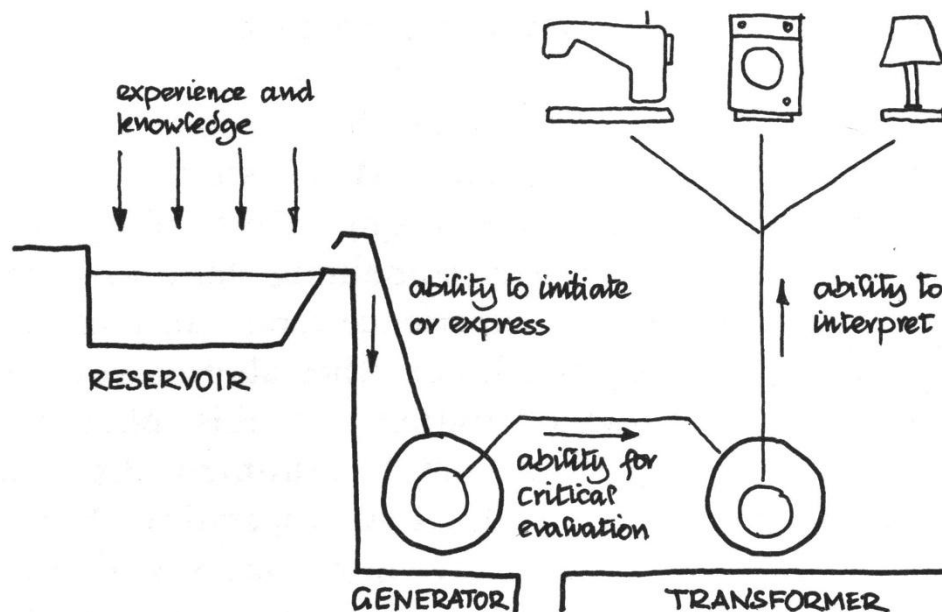 experience and
knowledge
RESERVOIR
ability to initiate
or express
ability for
critical
evaluation
ability to
interpret
GENERATOR
TRANSFORMER